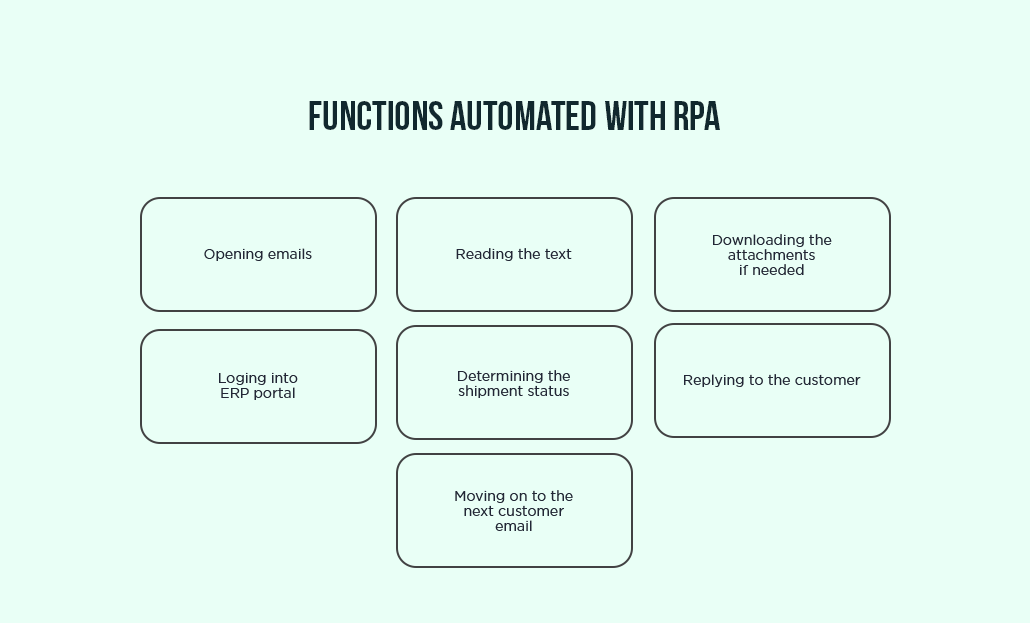 FUNCTIONS AUTOMATED WITH RPA
Opening emails
Reading the text
Downloading the
attachments
if needed
Loging into
ERP portal
Determining the
shipment status
Replying to the customer
Moving on to the
next customer
email